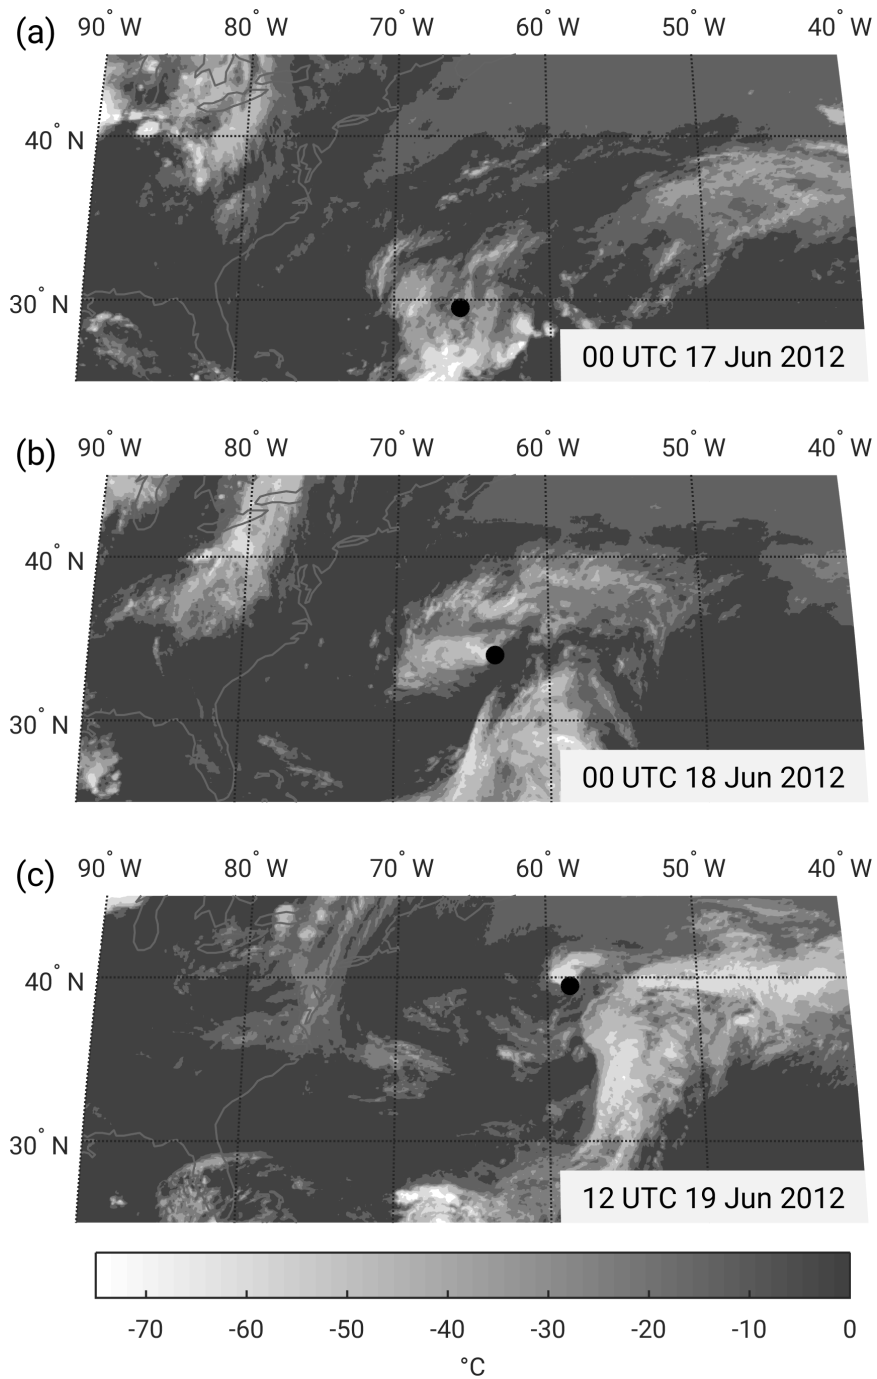 (a) 90° W 80° W 70° W 60° W 50° W 40° W
40° N
30° N
00 UTC 17 Jun 2012
(b) 90° W 80° W 70° W 60° W 50° W 40° W
40° N
30° N
00 UTC 18 Jun 2012
(c) 90° W 80° W 70° W 60° W 50° W 40° W
40° N
30° N
12 UTC 19 Jun 2012
-70 -60 -50 -40 -30 -20 -10 0
°C